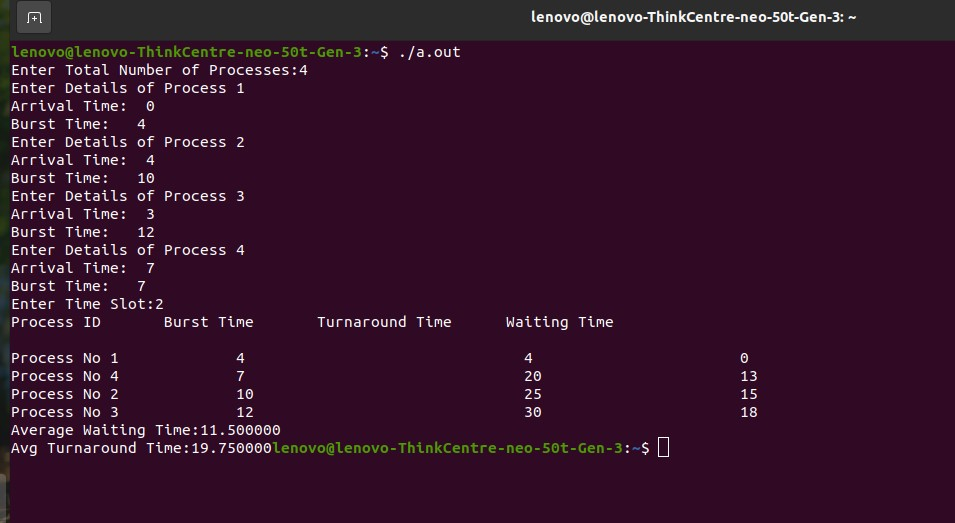 lenovo@lenovo-ThinkCentre-neo-50t-Gen-3: ~
lenovo@lenovo-ThinkCentre-neo-50t-Gen-3:~$ ./a.out
Enter Total Number of Processes:4
Enter Details of Process 1
Arrival Time:  0
Burst Time:   4
Enter Details of Process 2
Arrival Time:  4
Burst Time:   10
Enter Details of Process 3
Arrival Time:  3
Burst Time:   12
Enter Details of Process 4
Arrival Time:  7
Burst Time:   7
Enter Time Slot:2
Process ID       Burst Time       Turnaround Time      Waiting Time
Process No 1             4                               4                       0
Process No 4             7                               20                      13
Process No 2             10                              25                      15
Process No 3             12                              30                      18
Average Waiting Time:11.500000
Avg Turnaround Time:19.750000lenovo@lenovo-ThinkCentre-neo-50t-Gen-3:~$